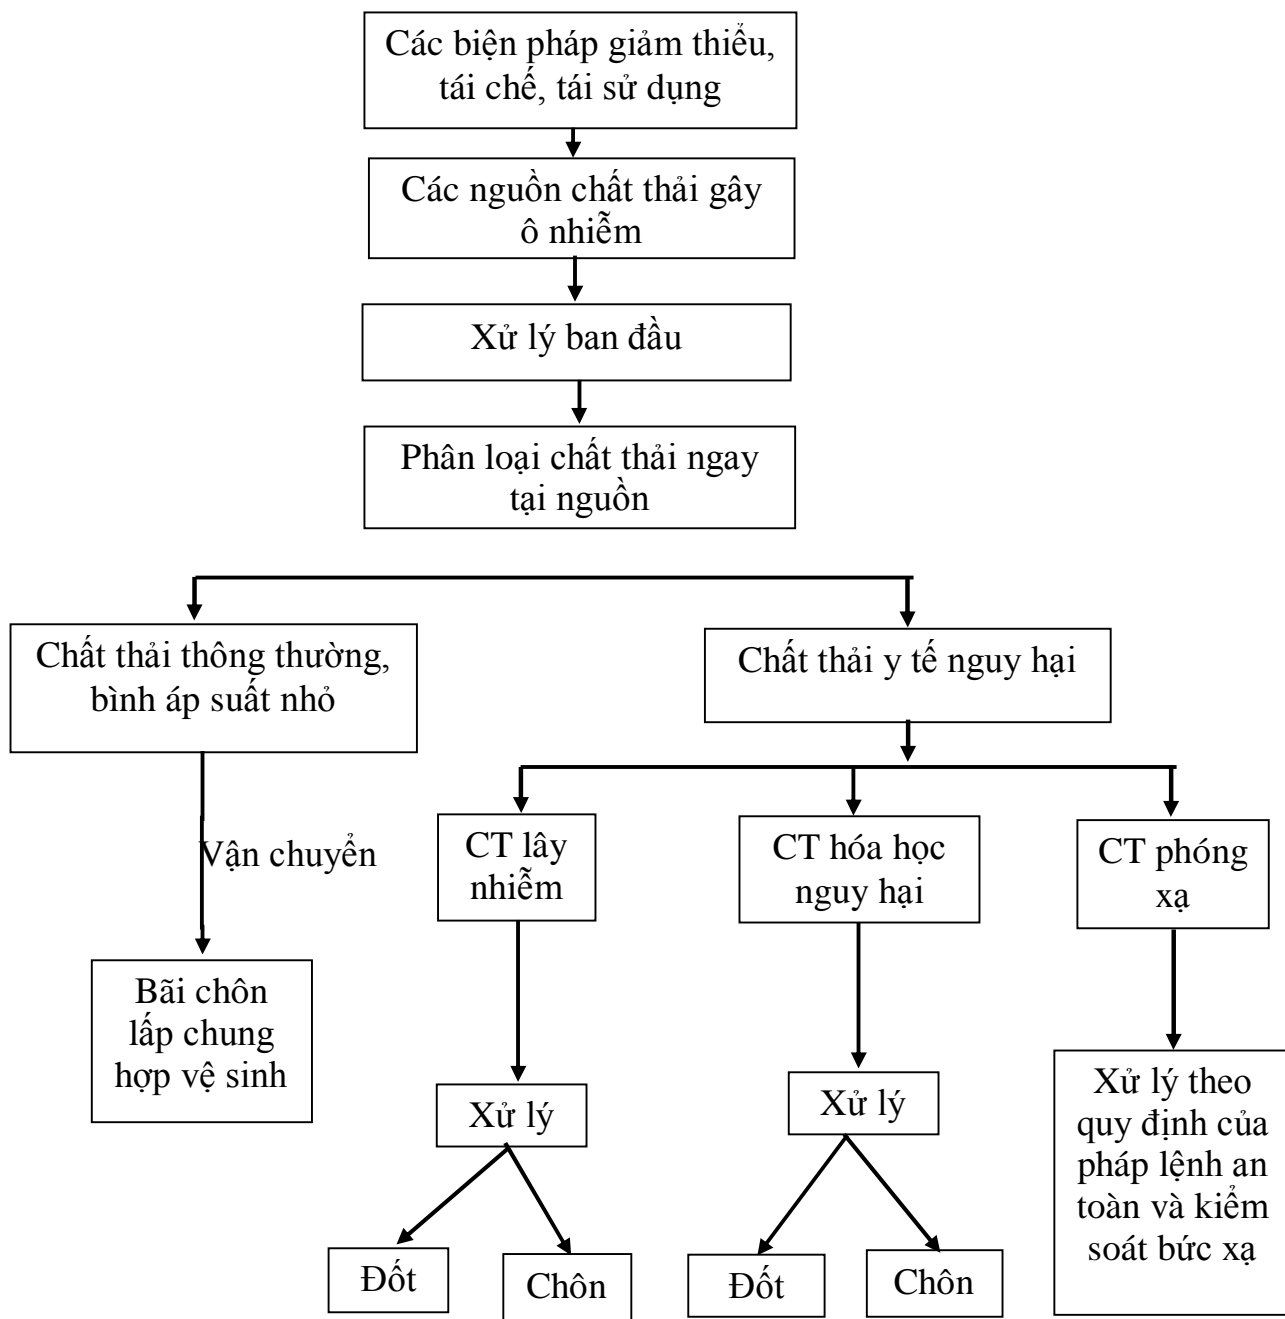 Các biện pháp giảm thiểu,
tái chế, tái sử dụng
Các nguồn chất thải gây
ô nhiễm
Xử lý ban đầu
Phân loại chất thải ngay
tại nguồn
Chất thải thông thường,
bình áp suất nhỏ
Chất thải y tế nguy hại
Vận chuyển
CT lây
nhiễm
CT hóa học
nguy hại
CT phóng
xạ
Bãi chôn
lấp chung
hợp vệ sinh
Xử lý
Xử lý
Xử lý theo
quy định của
pháp lệnh an
toàn và kiểm
soát bức xạ
Đốt
Chôn
Đốt
Chôn